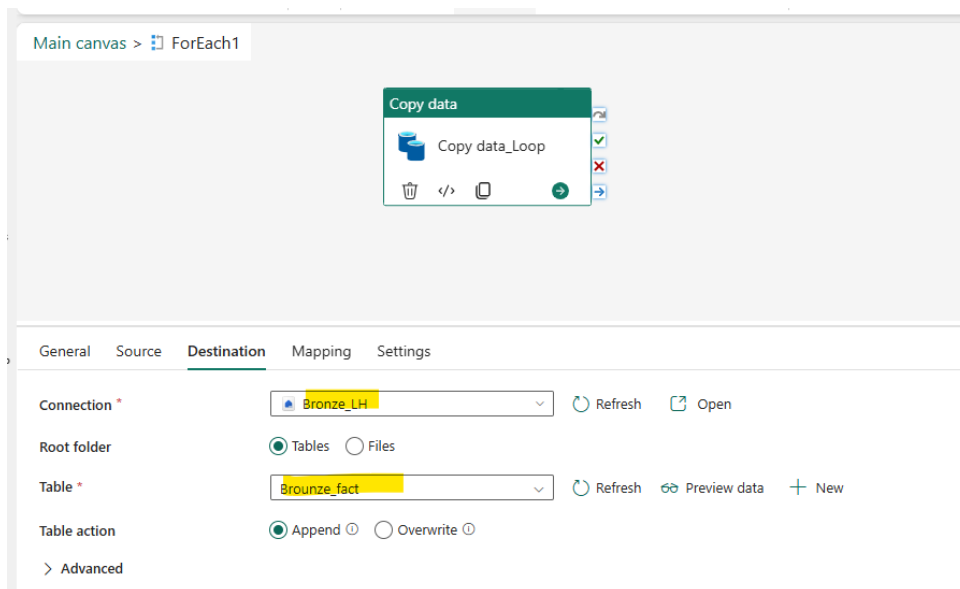 Main canvas > ForEach1
Copy data
Copy data_Loop
General Source Destination Mapping Settings
Connection * Bronze_LH Refresh Open
Root folder Tables Files
Table * Brounze_fact Refresh Preview data New
Table action Append Overwrite
Advanced